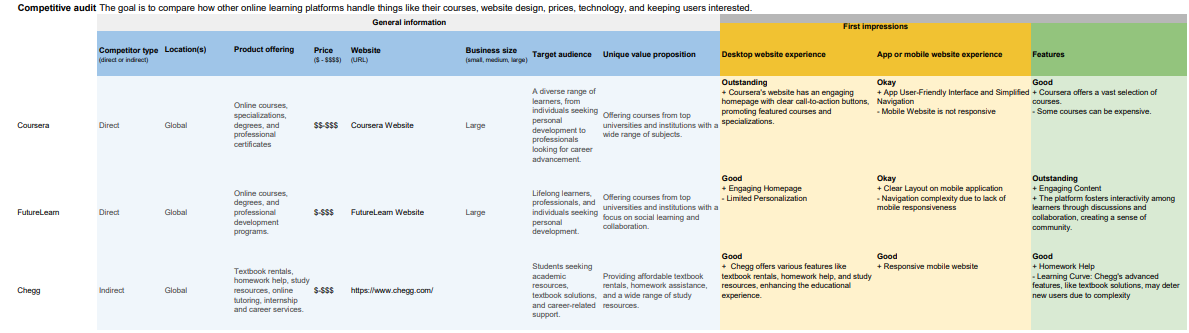 Competitive audit The goal is to compare how other online learning platforms handle things like their courses, website design, prices, technology, and keeping users interested.
General information
First impressions
Competitor type
(direct or indirect)
Location(s)
Product offering
Price
($ - $$$$)
Website
(URL)
Business size
(small, medium, large)
Target audience
Unique value proposition
Desktop website experience
App or mobile website experience
Features
Coursera
Direct
Global
Online courses,
specializations,
degrees, and
professional
certificates
$$-$$$
Coursera Website
Large
A diverse range of
learners, from
individuals seeking
personal
development to
professionals
looking for career
advancement.
Offering courses from top
universities and institutions with a
wide range of subjects.
Outstanding
+ Coursera's website has an engaging
homepage with clear call-to-action buttons,
promoting featured courses and
specializations.
Okay
+ App User-Friendly Interface and Simplified
Navigation
- Mobile Website is not responsive
Good
+ Coursera offers a vast selection of
courses.
- Some courses can be expensive.
FutureLearn
Direct
Global
Online courses,
degrees, and
professional
development
programs.
$-$$$
FutureLearn Website
Large
Lifelong learners,
professionals, and
individuals seeking
personal
development.
Offering courses from top
universities and institutions with a
focus on social learning and
collaboration.
Good
+ Engaging Homepage
- Limited Personalization
Okay
+ Clear Layout on mobile application
- Navigation complexity due to lack of
mobile responsiveness
Outstanding
+ Engaging Content
+ The platform fosters interactivity among
learners through discussions and
collaboration, creating a sense of
community.
Chegg
Indirect
Global
Textbook rentals,
homework help, study
resources, online
tutoring, internship
and career services.
$-$$$
https://www.chegg.com/
Students seeking
academic
resources,
textbook solutions,
and career-related
support.
Providing affordable textbook
rentals, homework assistance,
and a wide range of study
resources.
Good
+ Chegg offers various features like
textbook rentals, homework help, and study
resources, enhancing the educational
experience.
Good
+ Responsive mobile website
Good
+ Homework Help
- Learning Curve: Chegg's advanced
features, like textbook solutions, may deter
new users due to complexity